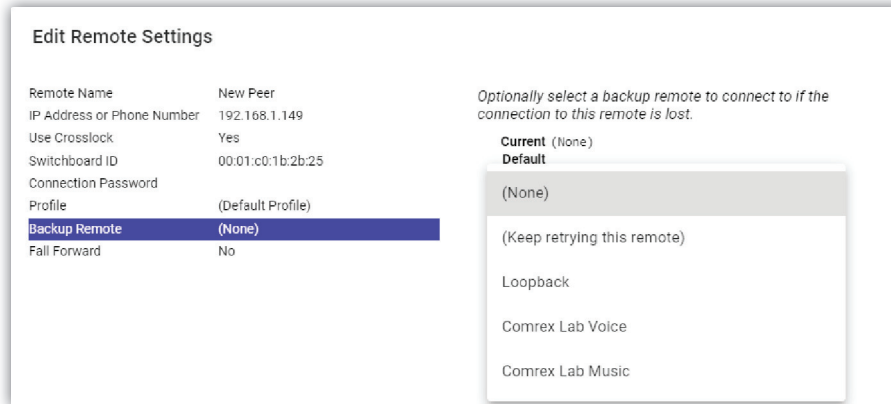 Edit Remote Settings
Remote Name New Peer
IP Address or Phone Number 192.168.1.149
Use Crosslock Yes
Switchboard ID 00:01:c0:1b:2b:25
Connection Password
Profile (Default Profile)
Backup Remote (None)
Fall Forward No
Optionally select a backup remote to connect to if the
connection to this remote is lost.
Current (None)
Default
(None)
(Keep retrying this remote)
Loopback
Comrex Lab Voice
Comrex Lab Music